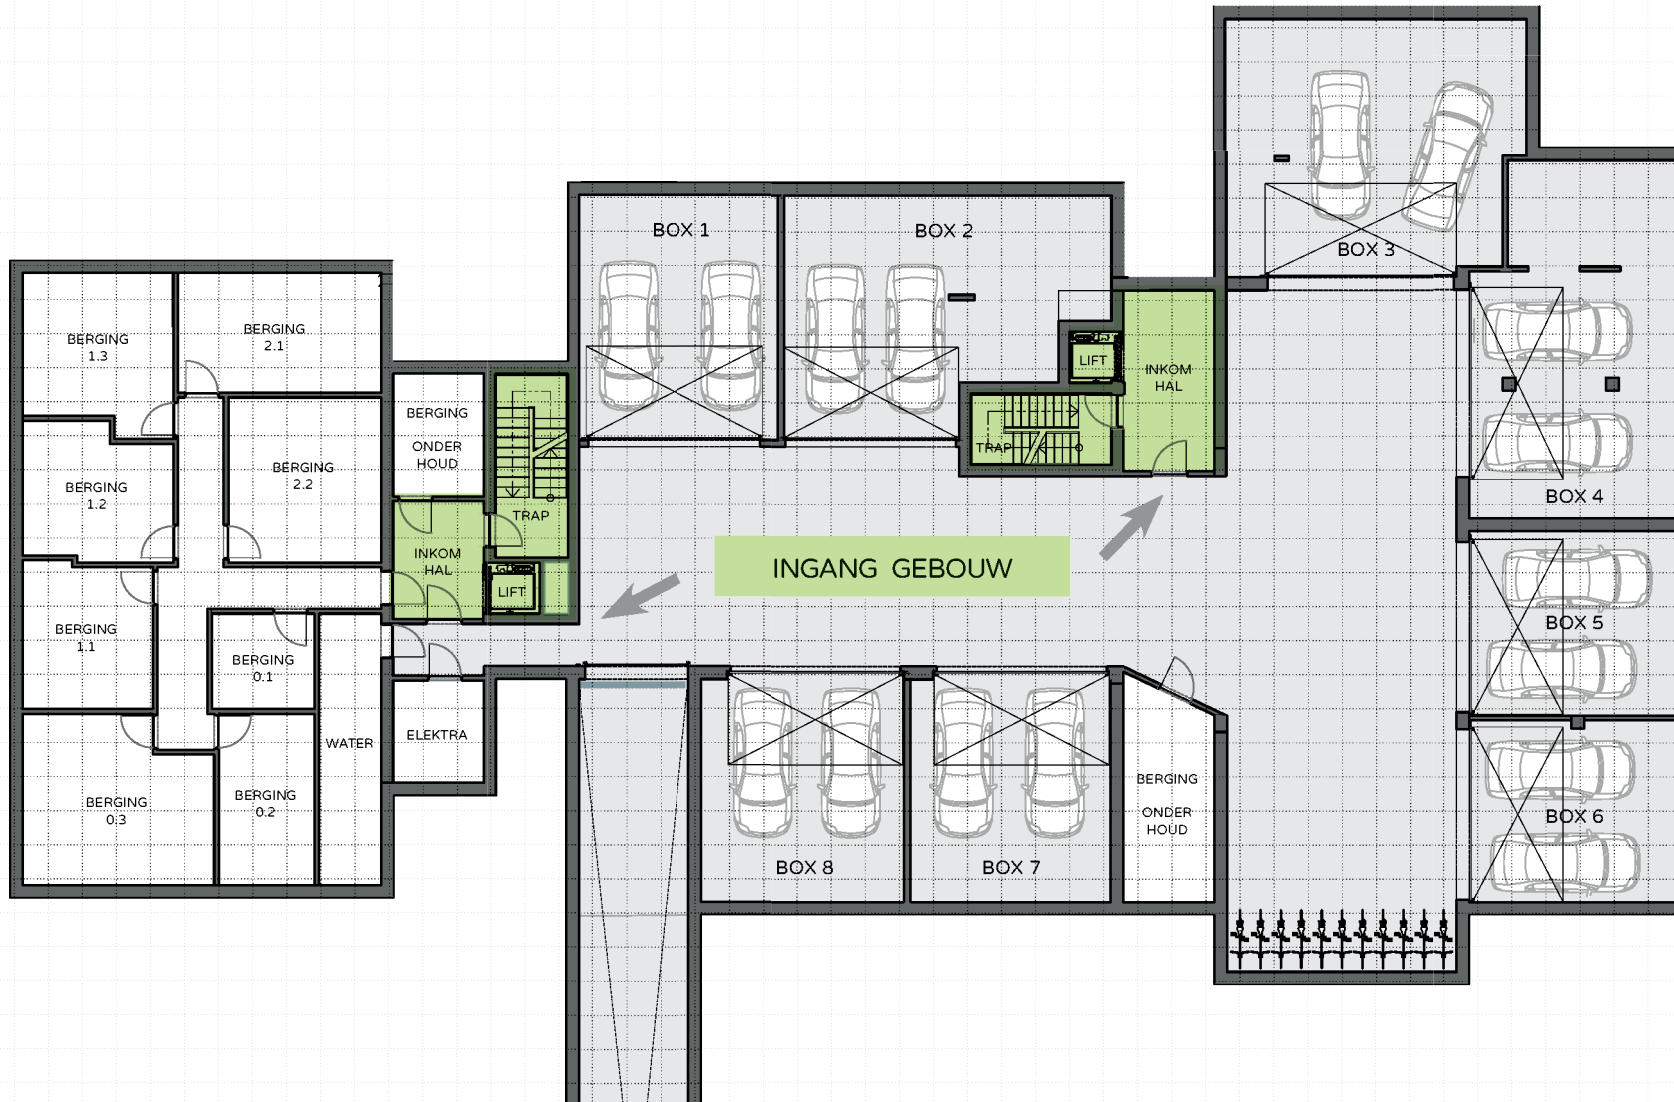 BOX 3
BOX 1
BOX 2
BERGING
1.3
BERGING
2.1
LIFT
INKOM
HAL
BERGING
ONDER
HOUD
TRAP
BERGING
2.2
BERGING
1.2
BOX 4
TRAP
INKOM
HAL
LIFT
INGANG GEBOUW
BERGING
1.1
BOX 5
BERGING
0.1
WATER
ELEKTRA
BERGING
0.3
BERGING
0.2
BERGING
ONDER
HOUD
BOX 6
BOX 8
BOX 7